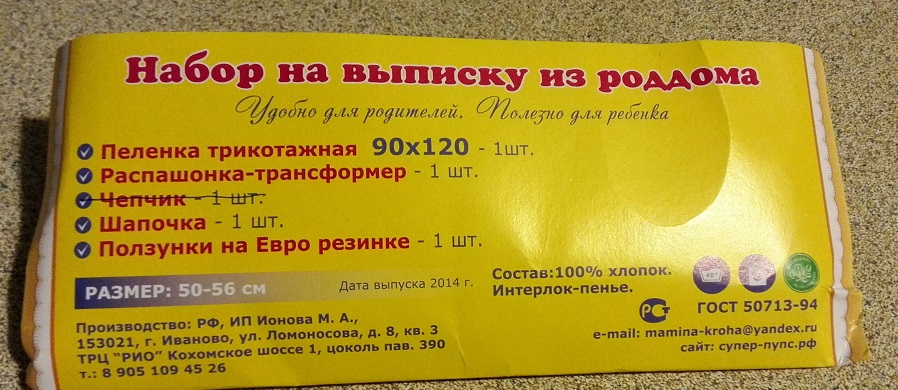 Набор на выписку из роддома
Удобно для родителей. Полезно для ребенка
Пеленка трикотажная 90х120 - 1шт.
Распашонка-трансформер - 1 шт.
Чепчик - 1 шт.
Шапочка - 1 шт.
Ползунки на Евро резинке - 1 шт.
РАЗМЕР: 50-56 см
Дата выпуска 2014 г.
Состав:100% хлопок.
Интерлок-пенье.
РСТ
ГОСТ 50713-94
Производство: РФ, ИП Ионова М. А.,
153021, г. Иваново, ул. Ломоносова, д. 8, кв. 3
ТРЦ "РИО" Кохомское шоссе 1, цоколь пав. 390
т.: 8 905 109 45 26
e-mail: mamina-kroha@yandex.ru
сайт: супер-пупс.рф